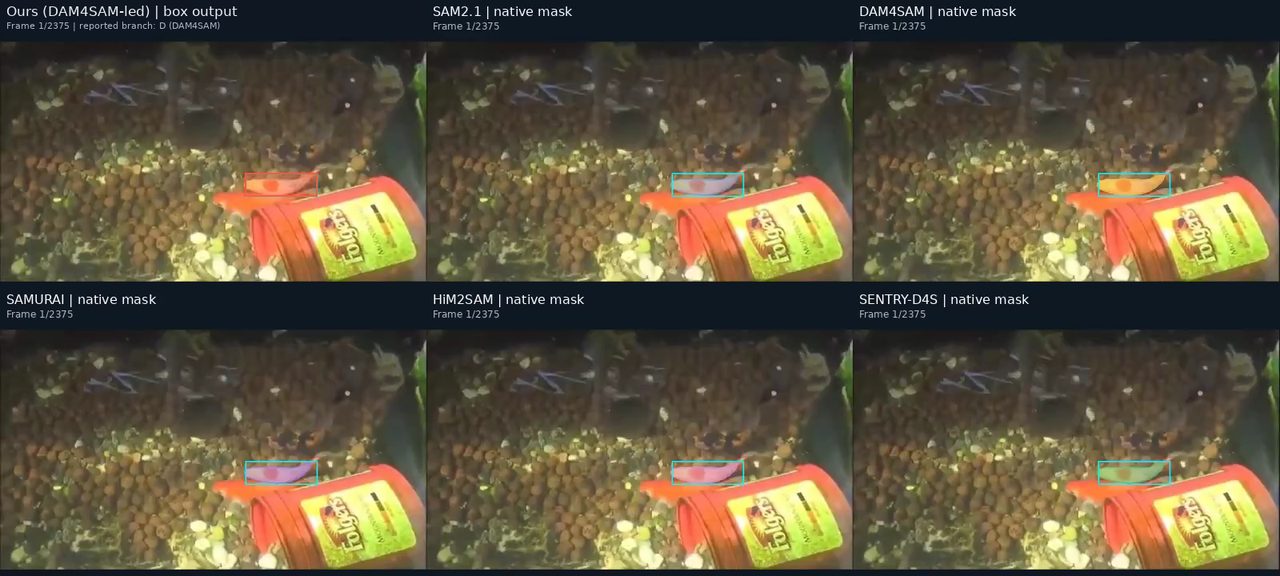 Ours (DAM4SAM-led) | box output
Frame 1/2375 | reported branch: D (DAM4SAM)
SAM2.1 | native mask
Frame 1/2375
DAM4SAM | native mask
Frame 1/2375
Folgers
Folgers
Folgers
SAMURAI | native mask
Frame 1/2375
HiM2SAM | native mask
Frame 1/2375
SENTRY-D4S | native mask
Frame 1/2375
Folgers
Folgers
Folgers